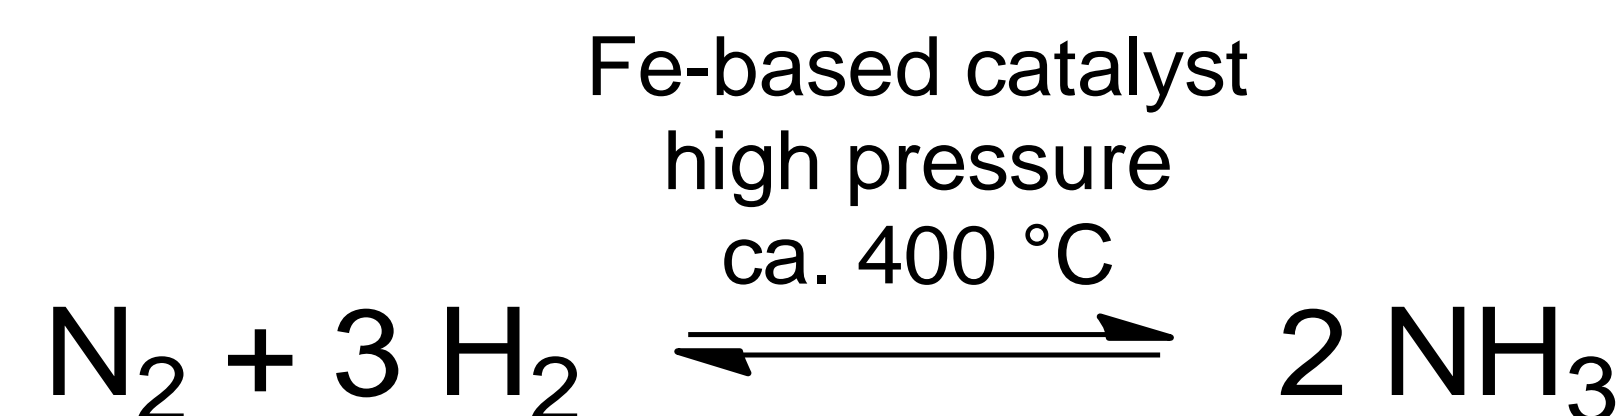 Fe-based catalyst
high pressure
ca. 400 °C
N₂ + 3 H₂ ⇌ 2 NH₃